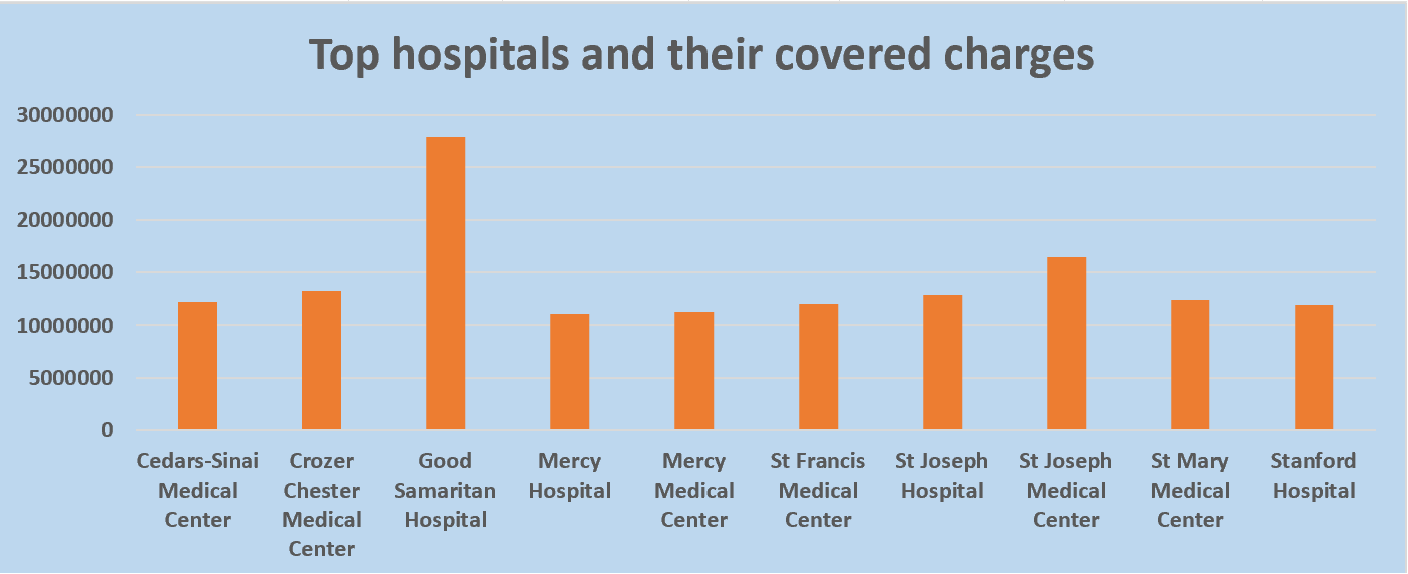 Top hospitals and their covered charges
30000000
25000000
20000000
15000000
10000000
5000000
0
Cedars-Sinai
Medical
Center
Crozer
Chester
Medical
Center
Good
Samaritan
Hospital
Mercy
Hospital
Mercy
Medical
Center
St Francis
Medical
Center
St Joseph
Hospital
St Joseph
Medical
Center
St Mary
Medical
Center
Stanford
Hospital